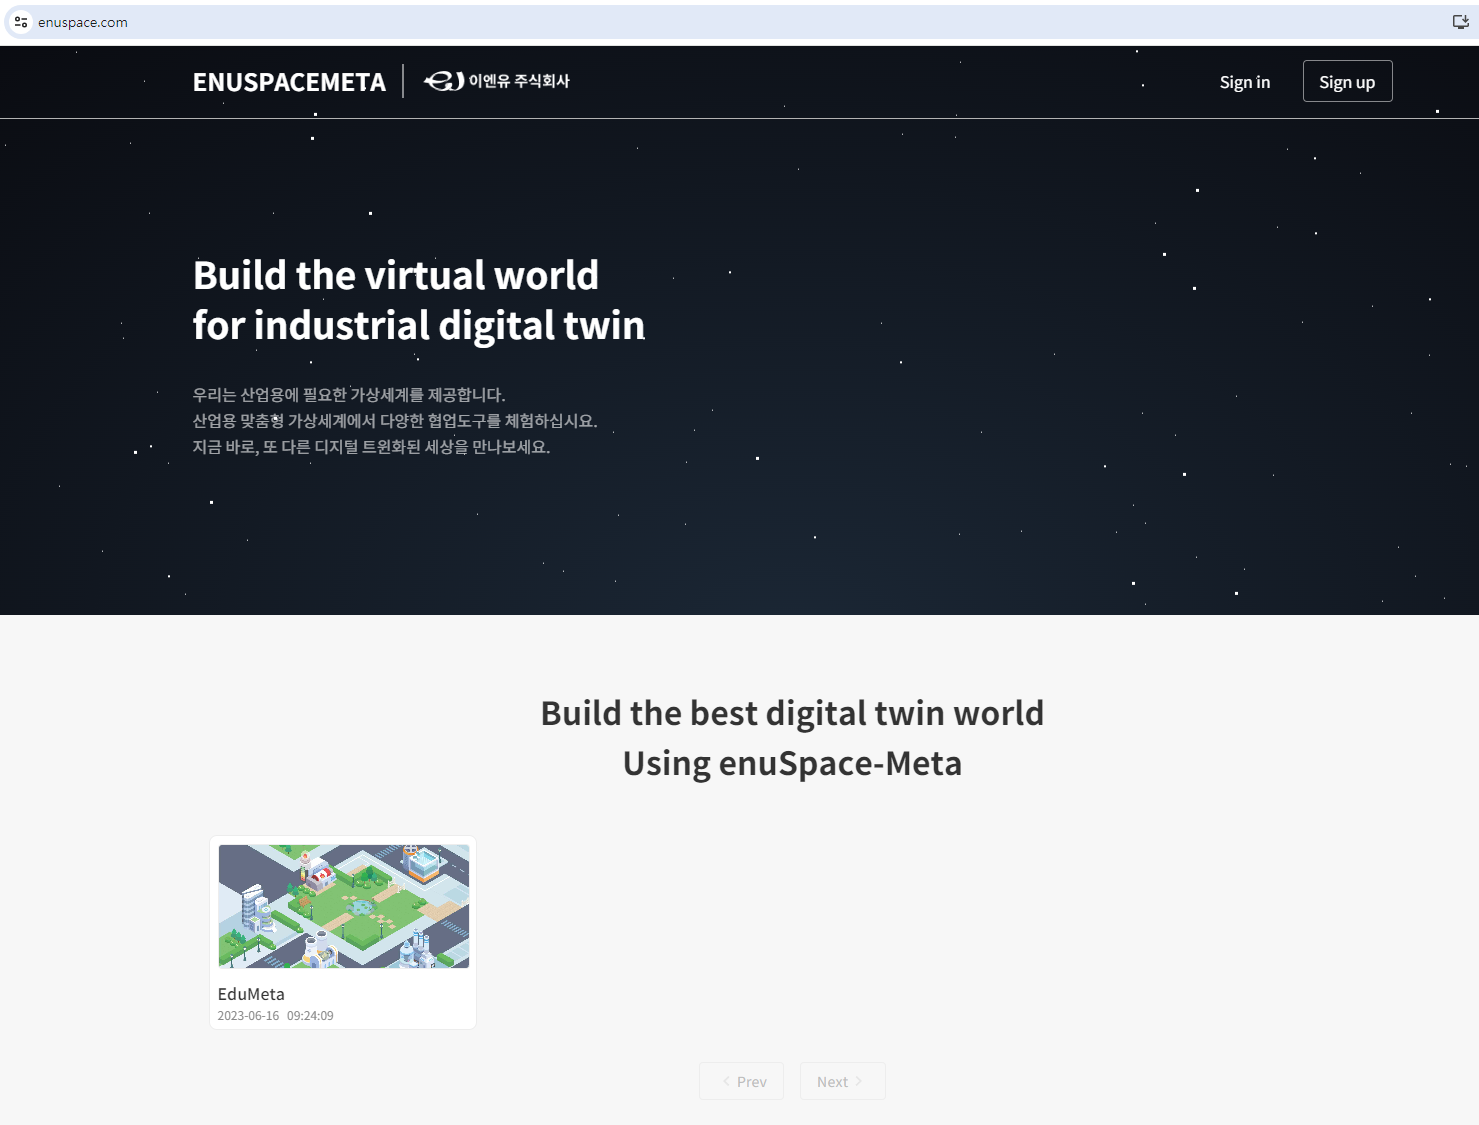 enuspace.com
ENUSPACEMETA
이엔유 주식회사
Sign in
Sign up
Build the virtual world
for industrial digital twin
우리는 산업용에 필요한 가상세계를 제공합니다.
산업용 맞춤형 가상세계에서 다양한 협업도구를 체험하십시요.
지금 바로, 또 다른 디지털 트윈화된 세상을 만나보세요.
Build the best digital twin world
Using enuSpace-Meta
EduMeta
2023-06-16 09:24:09
Prev
Next